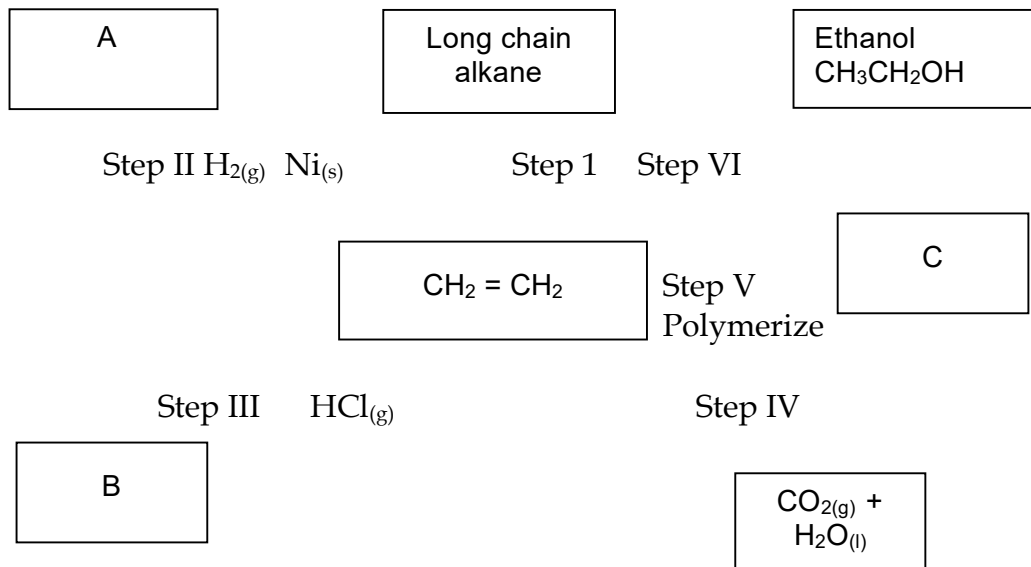 A
Long chain
alkane
Ethanol
CH₃CH₂OH
Step II H₂₍g₎ Ni₍s₎
Step 1
Step VI
C
CH₂ = CH₂
Step V
Polymerize
Step III HCl₍g₎
Step IV
B
CO₂₍g₎ +
H₂O₍l₎